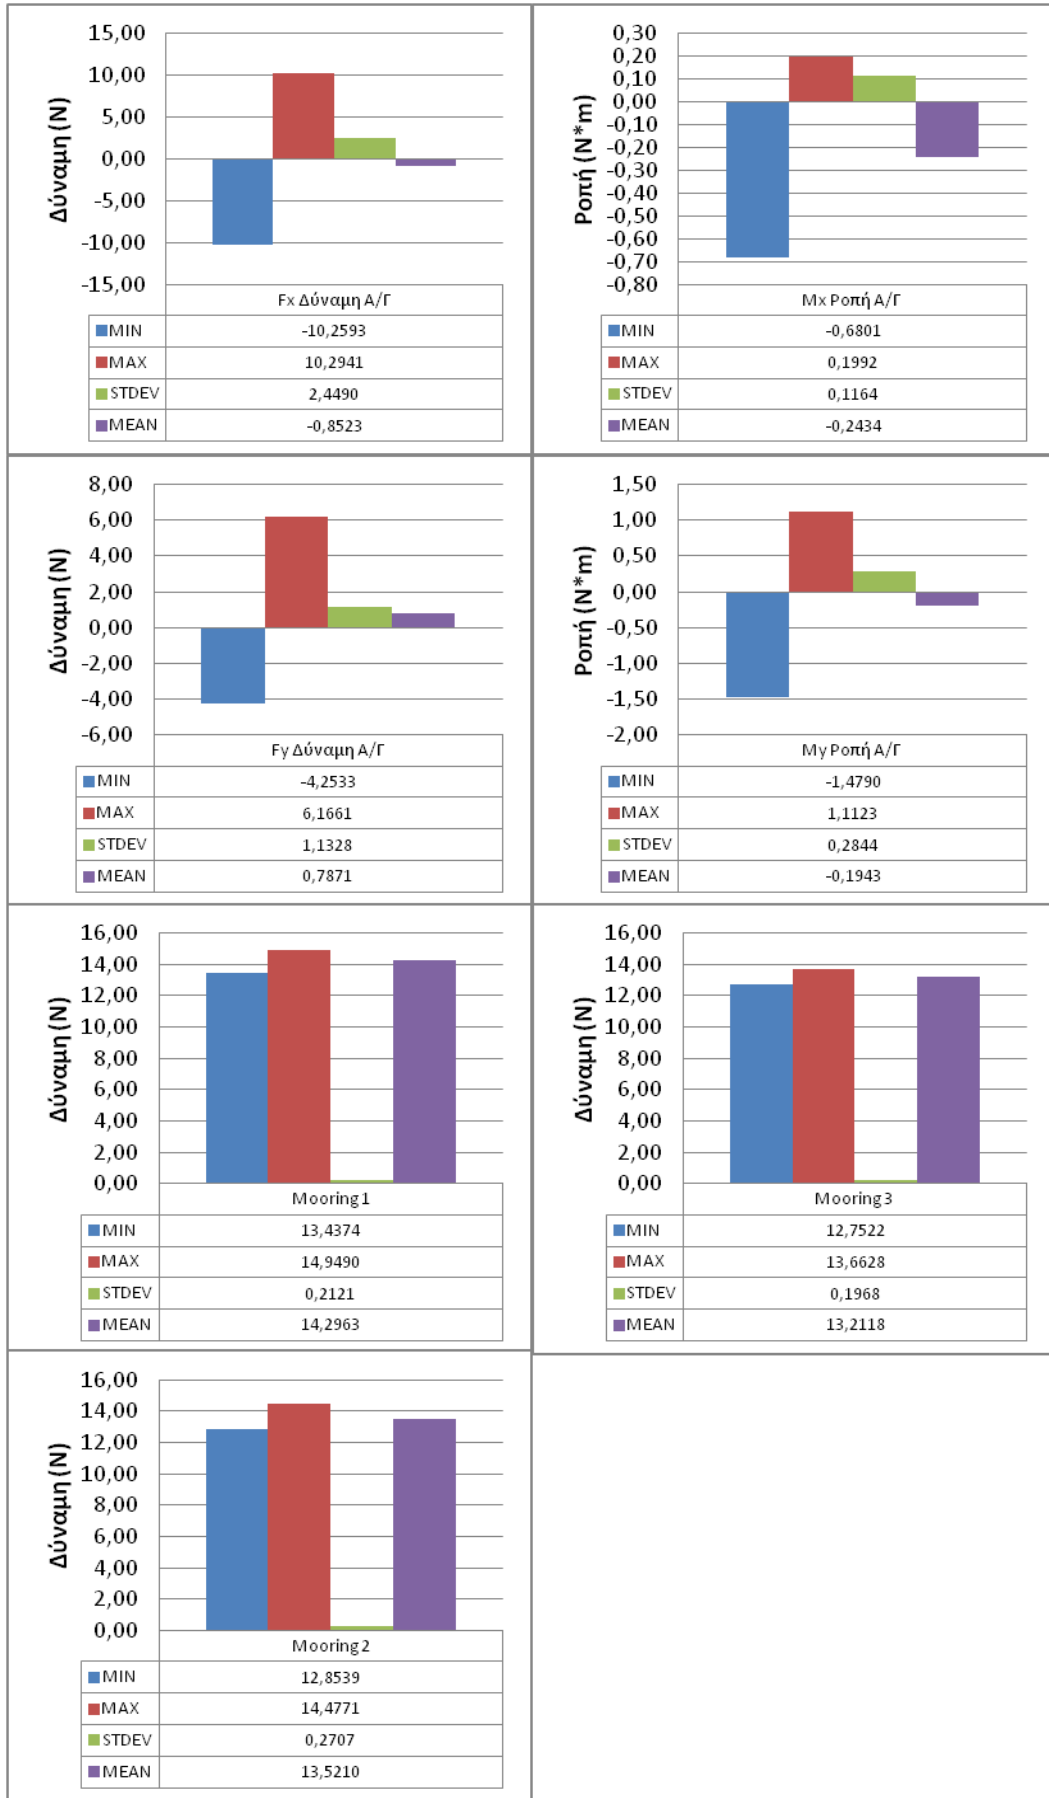 15,00
10,00
5,00
0,00
-5,00
-10,00
-15,00
Δύναμη (N)
Fx Δύναμη Α/Γ
MIN -10,2593
MAX 10,2941
STDEV 2,4490
MEAN -0,8523
0,30
0,20
0,10
0,00
-0,10
-0,20
-0,30
-0,40
-0,50
-0,60
-0,70
-0,80
Ροπή (N*m)
Mx Ροπή Α/Γ
MIN -0,6801
MAX 0,1992
STDEV 0,1164
MEAN -0,2434
8,00
6,00
4,00
2,00
0,00
-2,00
-4,00
-6,00
Δύναμη (N)
Fy Δύναμη Α/Γ
MIN -4,2533
MAX 6,1661
STDEV 1,1328
MEAN 0,7871
1,50
1,00
0,50
0,00
-0,50
-1,00
-1,50
-2,00
Ροπή (N*m)
My Ροπή Α/Γ
MIN -1,4790
MAX 1,1123
STDEV 0,2844
MEAN -0,1943
16,00
14,00
12,00
10,00
8,00
6,00
4,00
2,00
0,00
Δύναμη (N)
Mooring 1
MIN 13,4374
MAX 14,9490
STDEV 0,2121
MEAN 14,2963
16,00
14,00
12,00
10,00
8,00
6,00
4,00
2,00
0,00
Δύναμη (N)
Mooring 3
MIN 12,7522
MAX 13,6628
STDEV 0,1968
MEAN 13,2118
16,00
14,00
12,00
10,00
8,00
6,00
4,00
2,00
0,00
Δύναμη (N)
Mooring 2
MIN 12,8539
MAX 14,4771
STDEV 0,2707
MEAN 13,5210